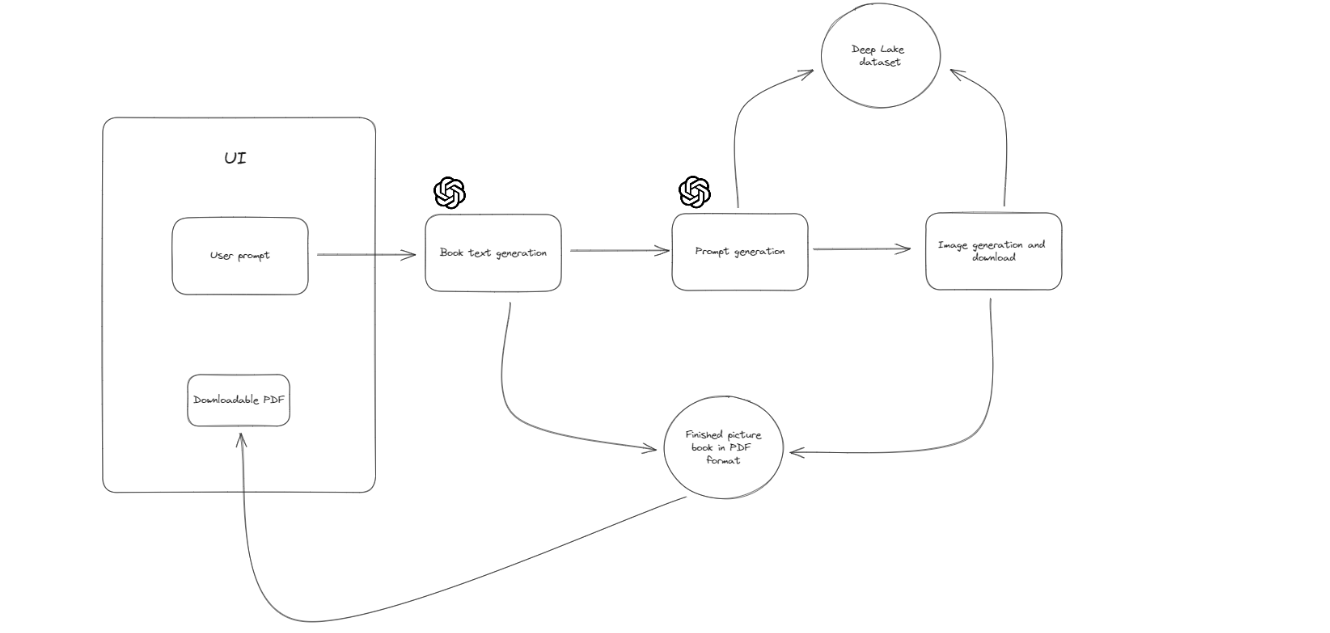 Deep Lake
dataset
UI
User prompt
Book text generation
Prompt generation
Image generation and
download
Downloadable PDF
Finished picture
book in PDF
format